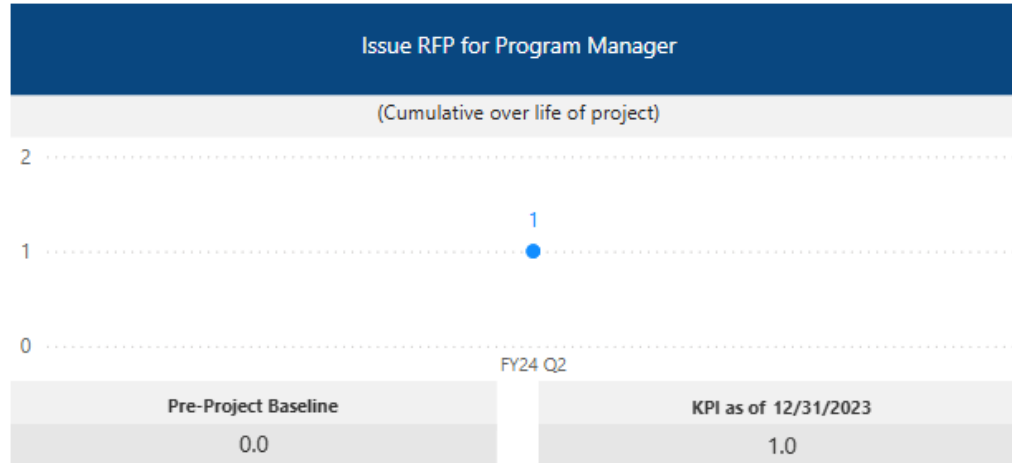 Issue RFP for Program Manager
(Cumulative over life of project)
2
1
1
0
FY24 Q2
Pre-Project Baseline
KPI as of 12/31/2023
0.0
1.0